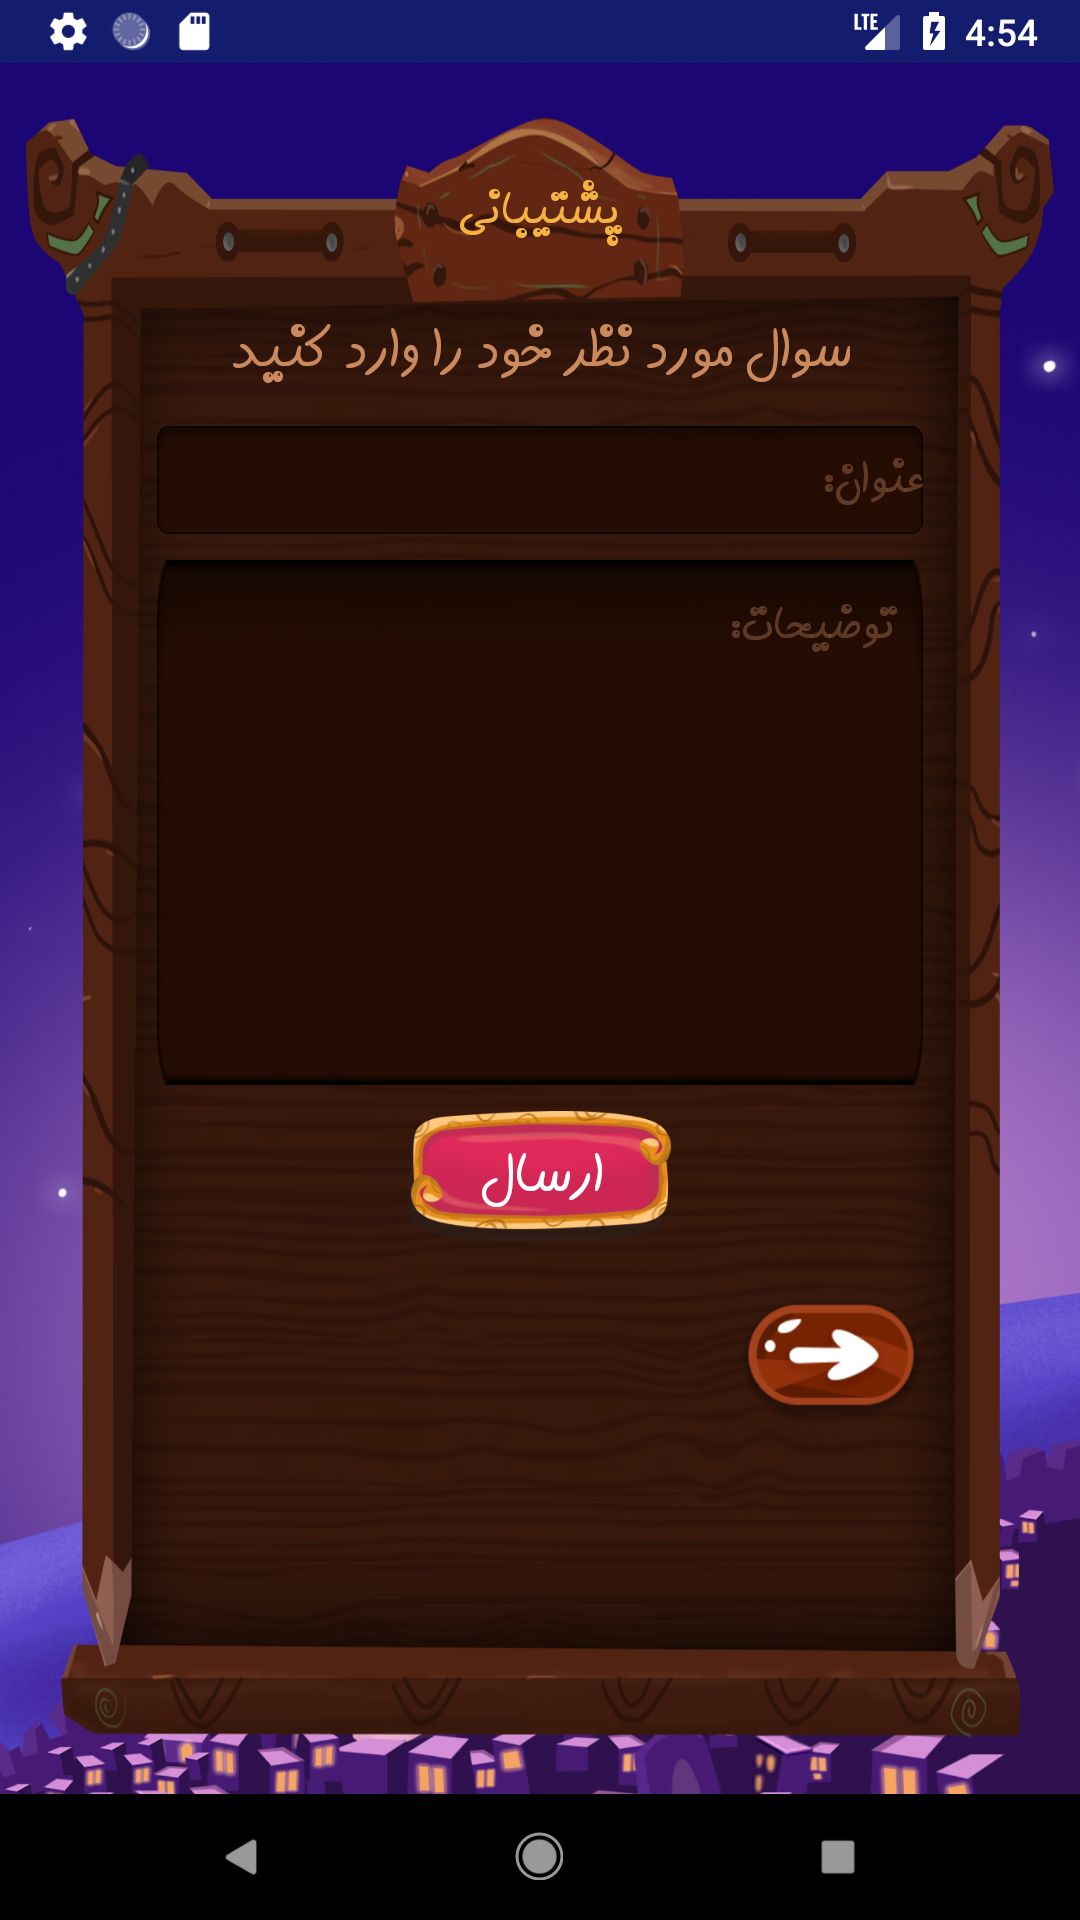 LTE 4:54
پشتیبانی
سوال مورد نظر خود را وارد کنید
عنوان:
توضیحات:
ارسال